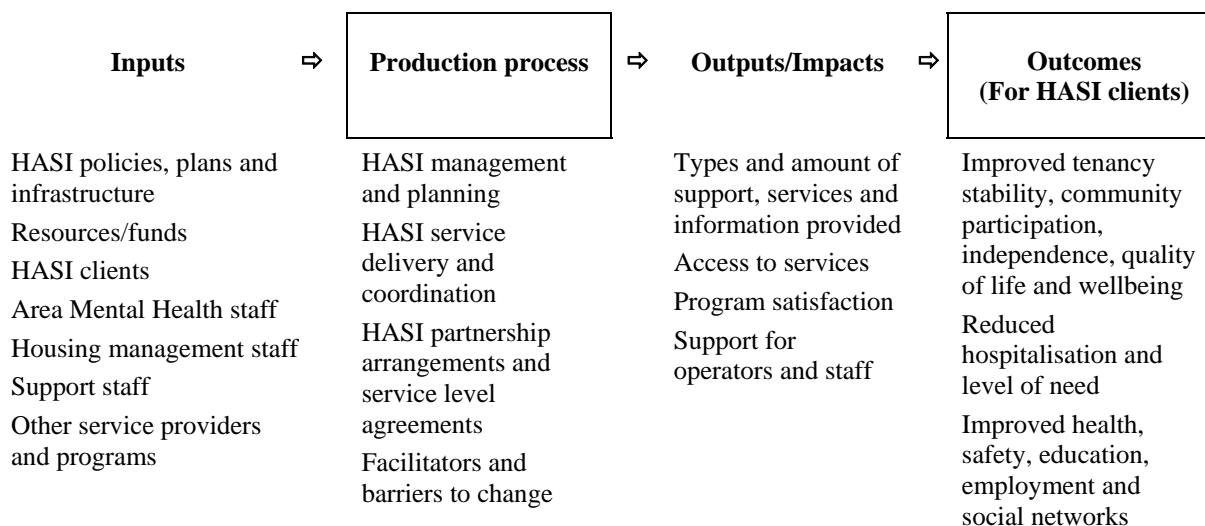 Inputs ⇨ Production process ⇨ Outputs/Impacts ⇨ Outcomes
(For HASI clients)
HASI policies, plans and
infrastructure
Resources/funds
HASI clients
Area Mental Health staff
Housing management staff
Support staff
Other service providers
and programs
HASI management
and planning
HASI service
delivery and
coordination
HASI partnership
arrangements and
service level
agreements
Facilitators and
barriers to change
Types and amount of
support, services and
information provided
Access to services
Program satisfaction
Support for
operators and staff
Improved tenancy
stability, community
participation,
independence, quality
of life and wellbeing
Reduced
hospitalisation and
level of need
Improved health,
safety, education,
employment and
social networks